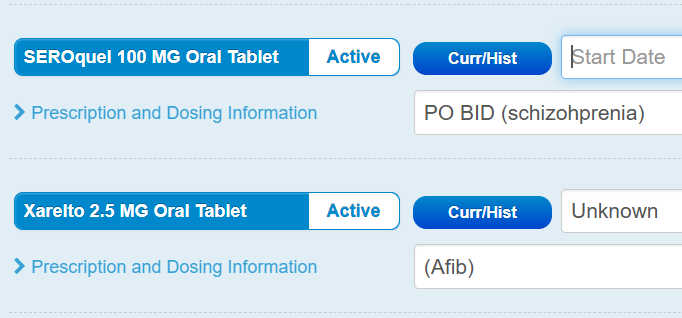 SEROquel 100 MG Oral Tablet Active Curr/Hist Start Date
Prescription and Dosing Information PO BID (schizohprenia)
Xarelto 2.5 MG Oral Tablet Active Curr/Hist Unknown
Prescription and Dosing Information (Afib)